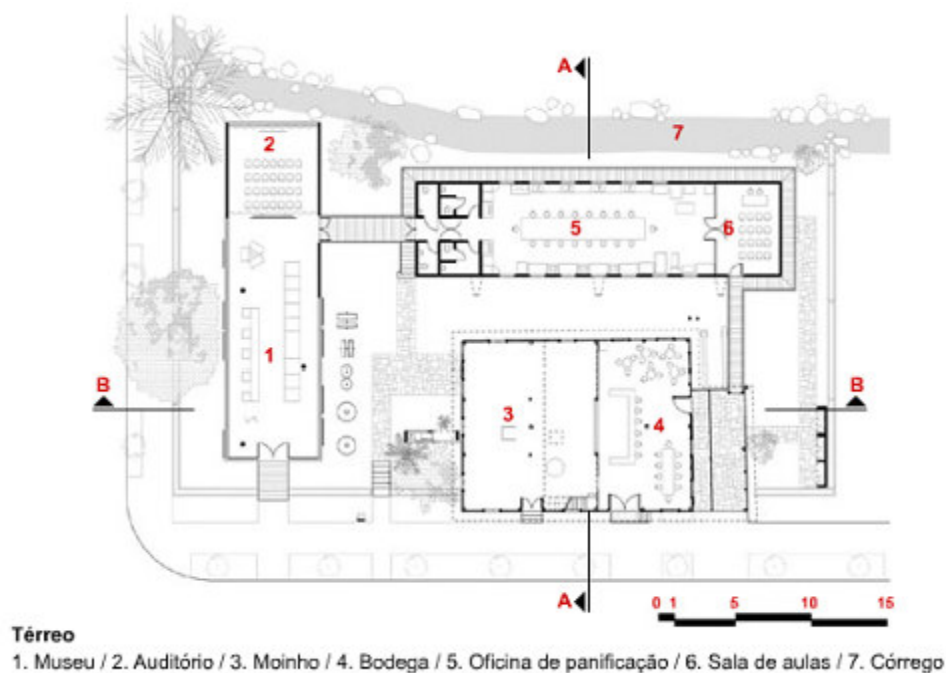 A
7
2
5
6
1
B
B
3
4
A
0 1 5 10 15
Térreo
1. Museu / 2. Auditório / 3. Moinho / 4. Bodega / 5. Oficina de panificação / 6. Sala de aulas / 7. Córrego